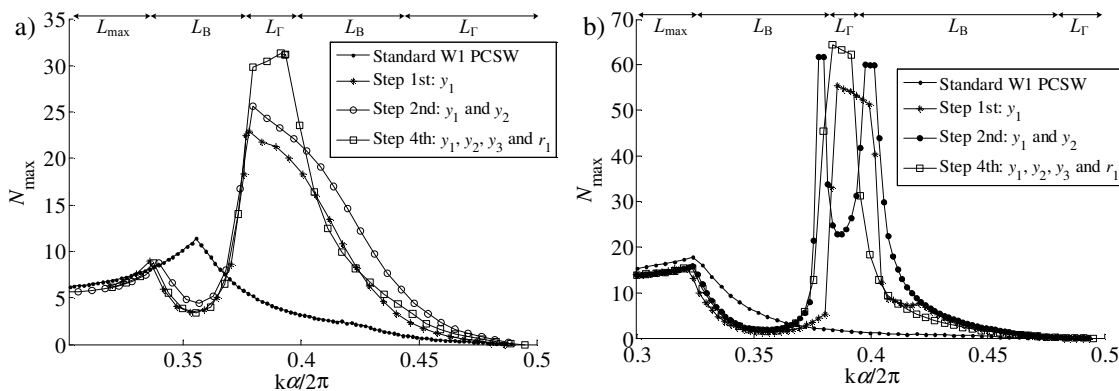 a)
L_max L_B L_Γ L_B L_Γ
35
30
25
20
15
10
5
0
N_max
Standard W1 PCSW
Step 1st: y_1
Step 2nd: y_1 and y_2
Step 4th: y_1, y_2, y_3 and r_1
0.35 0.4 0.45 0.5
kα/2π
b)
L_max L_B L_Γ L_B L_Γ
70
60
50
40
30
20
10
0
N_max
Standard W1 PCSW
Step 1st: y_1
Step 2nd: y_1 and y_2
Step 4th: y_1, y_2, y_3 and r_1
0.3 0.35 0.4 0.45 0.5
kα/2π